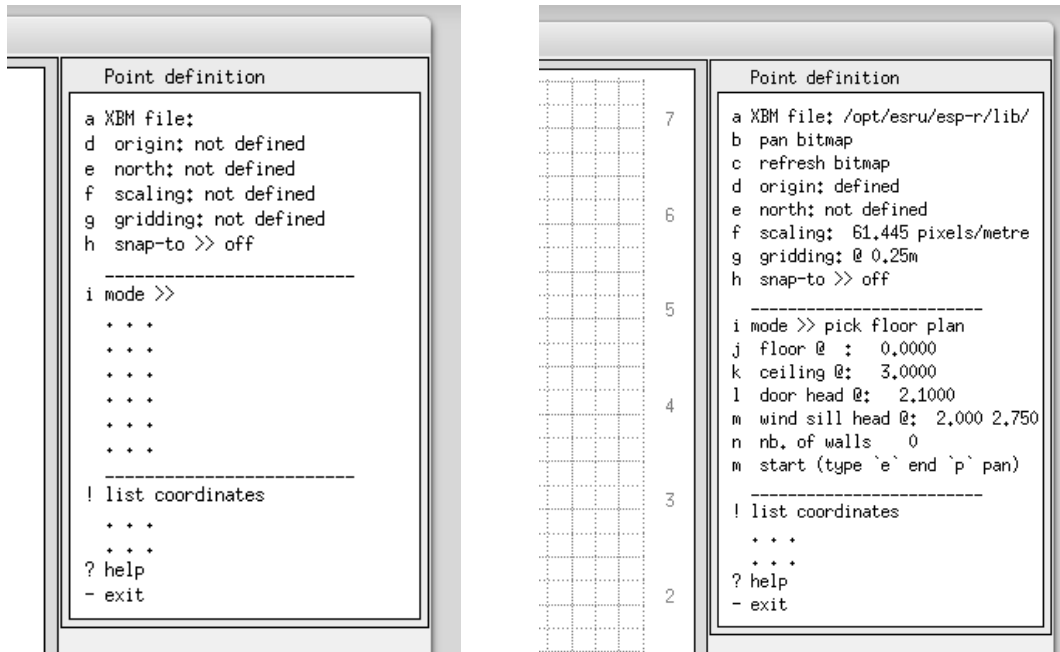 Point definition
a XBM file:
d origin: not defined
e north: not defined
f scaling: not defined
g gridding: not defined
h snap-to >> off
_________________________
i mode >>
. . .
. . .
. . .
. . .
. . .
. . .
_________________________
! list coordinates
. . .
. . .
? help
- exit
7
6
5
4
3
2
Point definition
a XBM file: /opt/esru/esp-r/lib/
b pan bitmap
c refresh bitmap
d origin: defined
e north: not defined
f scaling: 61.445 pixels/metre
g gridding: @ 0.25m
h snap-to >> off
_________________________
i mode >> pick floor plan
j floor @ : 0.0000
k ceiling @: 3.0000
l door head @: 2.1000
m wind sill head @: 2.000 2.750
n nb. of walls 0
m start (type `e` end `p` pan)
_________________________
! list coordinates
. . .
. . .
? help
- exit